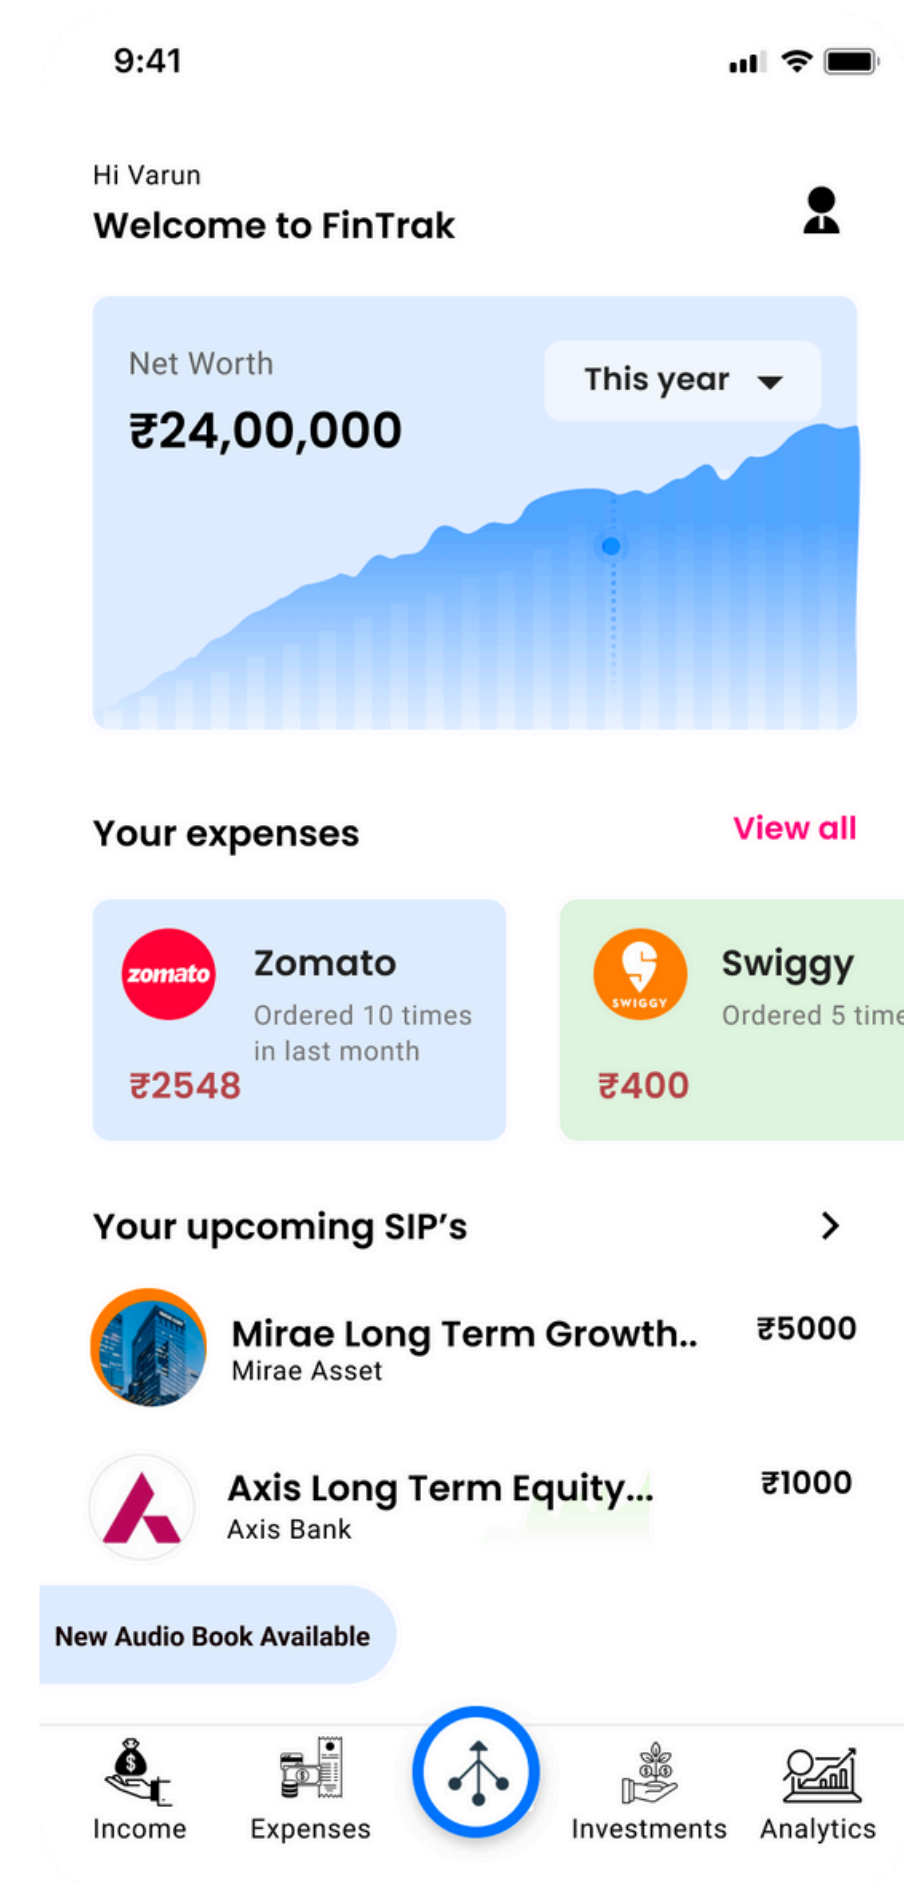 9:41
Hi Varun
Welcome to FinTrak
Net Worth
This year
₹24,00,000
Your expenses
View all
zomato
Zomato
Ordered 10 times
in last month
₹2548
SWIGGY
Swiggy
Ordered 5 time
₹400
Your upcoming SIP’s
Mirae Long Term Growth..
₹5000
Mirae Asset
Axis Long Term Equity...
₹1000
Axis Bank
New Audio Book Available
Income
Expenses
Investments
Analytics